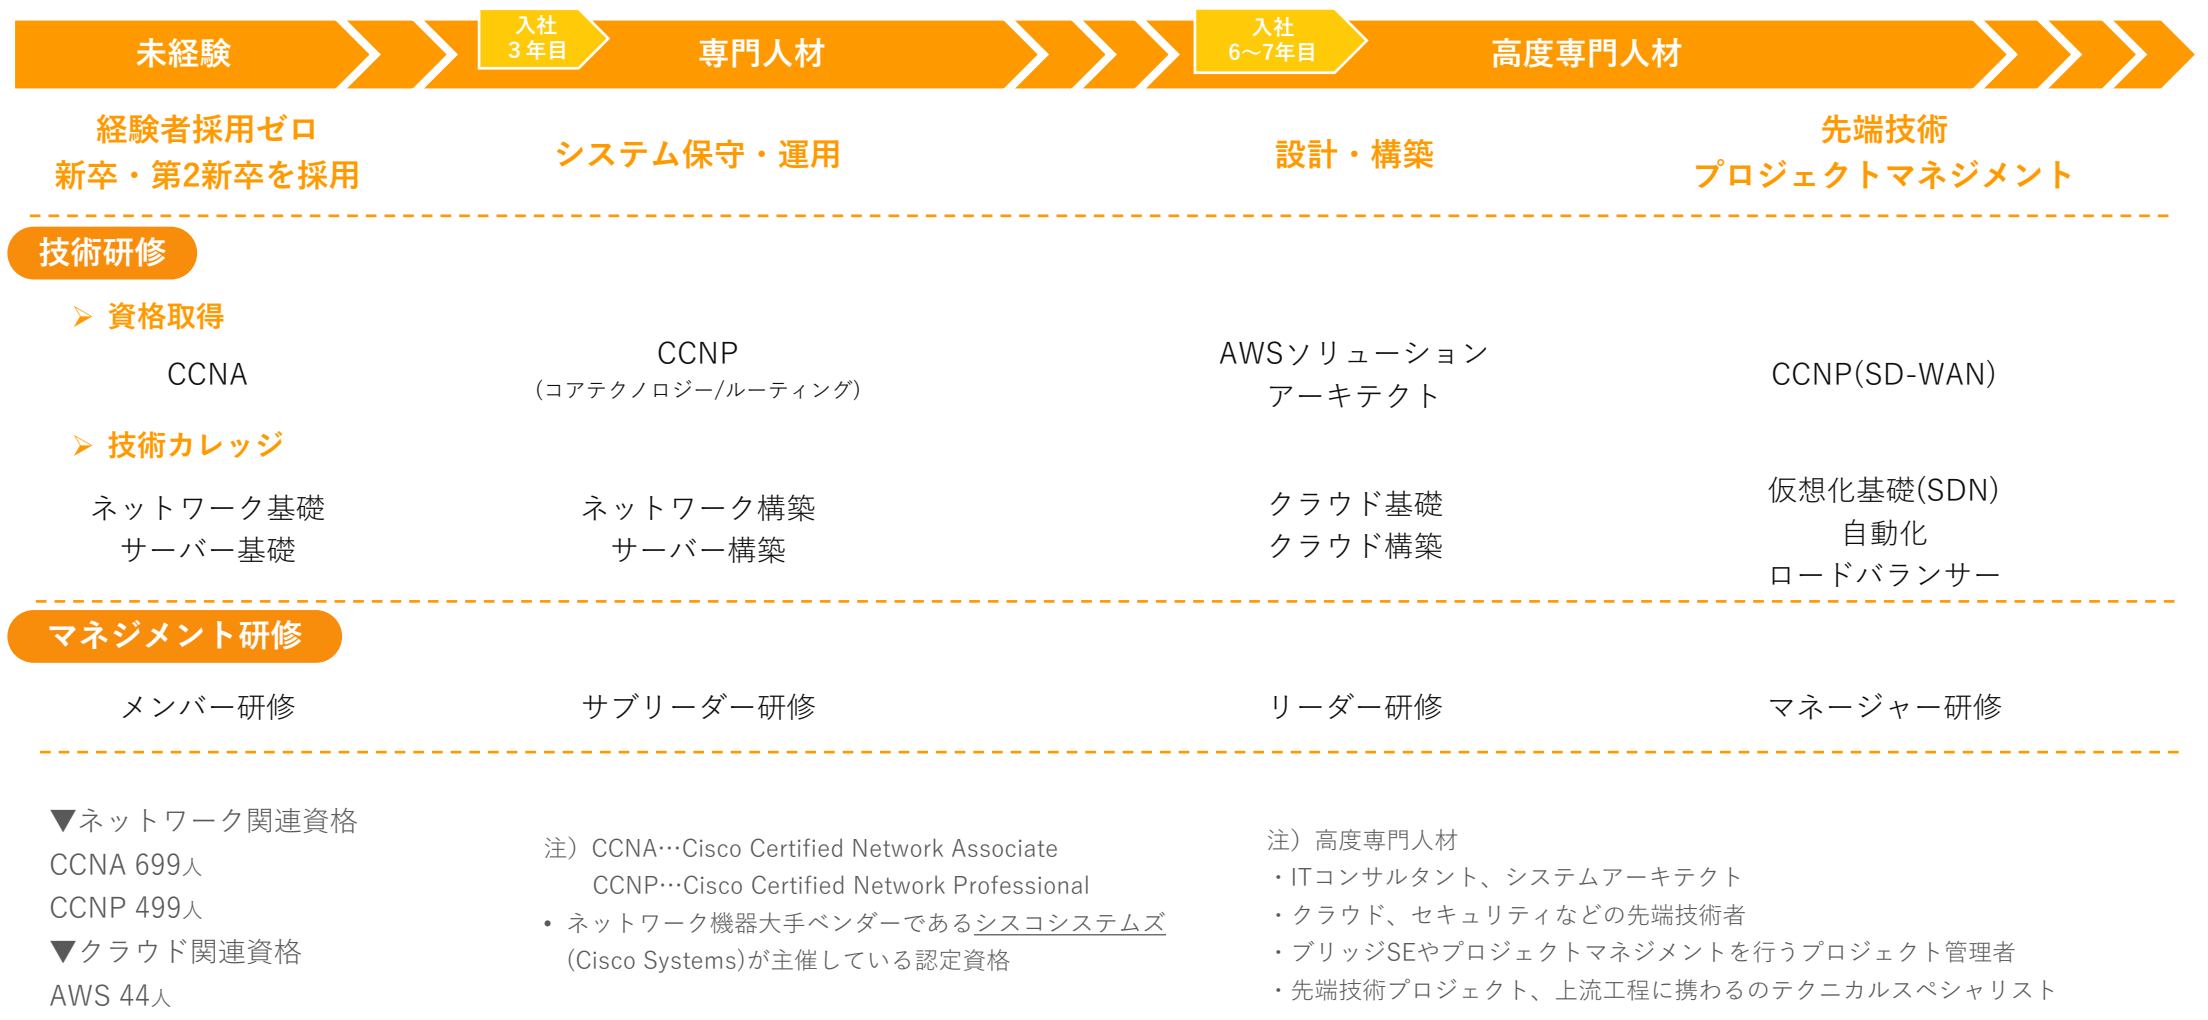 未経験
入社
３年目
専門人材
入社
6～7年目
高度専門人材
経験者採用ゼロ
新卒・第2新卒を採用
システム保守・運用
設計・構築
先端技術
プロジェクトマネジメント
技術研修
➢ 資格取得
CCNA
CCNP
(コアテクノロジー/ルーティング)
AWSソリューション
アーキテクト
CCNP(SD-WAN)
➢ 技術カレッジ
ネットワーク基礎
サーバー基礎
ネットワーク構築
サーバー構築
クラウド基礎
クラウド構築
仮想化基礎(SDN)
自動化
ロードバランサー
マネジメント研修
メンバー研修
サブリーダー研修
リーダー研修
マネージャー研修
▼ネットワーク関連資格
CCNA 699人
CCNP 499人
▼クラウド関連資格
AWS 44人
注）CCNA…Cisco Certified Network Associate
CCNP…Cisco Certified Network Professional
• ネットワーク機器大手ベンダーであるシスコシステムズ
(Cisco Systems)が主催している認定資格
注）高度専門人材
・ITコンサルタント、システムアーキテクト
・クラウド、セキュリティなどの先端技術者
・ブリッジSEやプロジェクトマネジメントを行うプロジェクト管理者
・先端技術プロジェクト、上流工程に携わるのテクニカルスペシャリスト